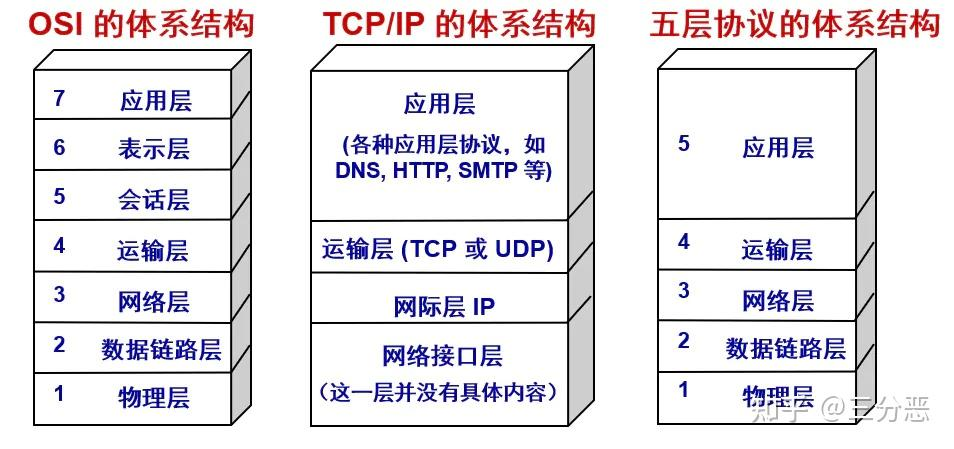 OSI 的体系结构
7 应用层
6 表示层
5 会话层
4 运输层
3 网络层
2 数据链路层
1 物理层
TCP/IP 的体系结构
应用层
(各种应用层协议，如
DNS, HTTP, SMTP 等)
运输层 (TCP 或 UDP)
网际层 IP
网络接口层
（这一层并没有具体内容）
五层协议的体系结构
5 应用层
4 运输层
3 网络层
2 数据链路层
1 物理层
知乎 @三分恶